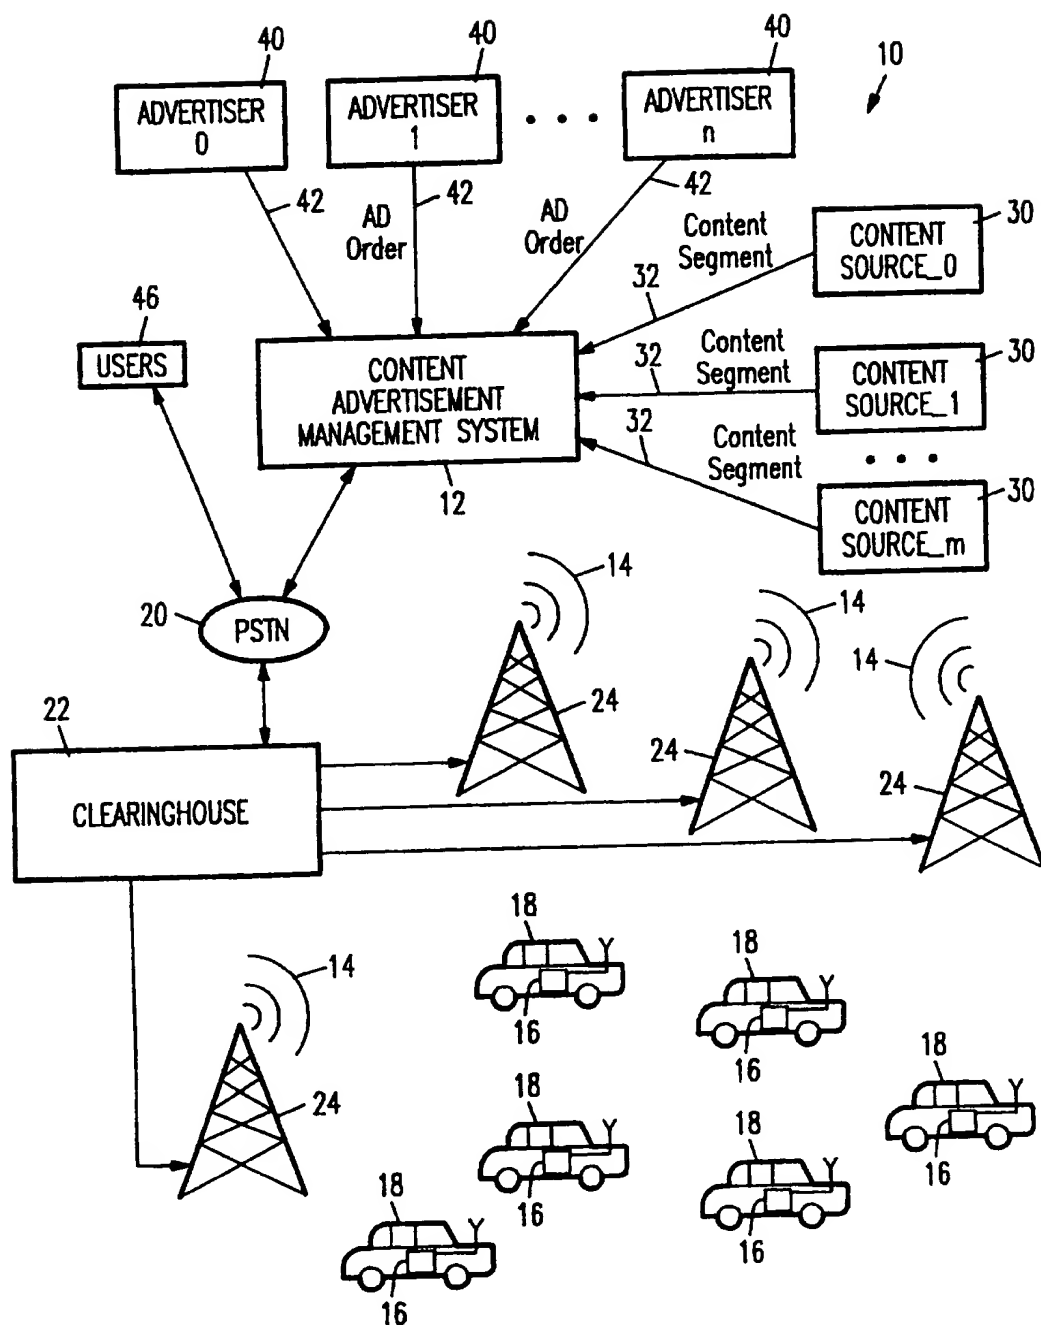 40
40
40
10
ADVERTISER
0
ADVERTISER
1
• • •
ADVERTISER
n
42
AD
Order
42
AD
Order
42
Content
Segment
32
CONTENT
SOURCE_0
30
46
USERS
CONTENT
ADVERTISEMENT
MANAGEMENT SYSTEM
12
32
Content
Segment
CONTENT
SOURCE_1
30
32
Content
Segment
• • •
CONTENT
SOURCE_m
30
20
PSTN
14
14
14
24
24
24
22
CLEARINGHOUSE
14
24
18
16
18
16
18
16
18
16
18
16
18
16